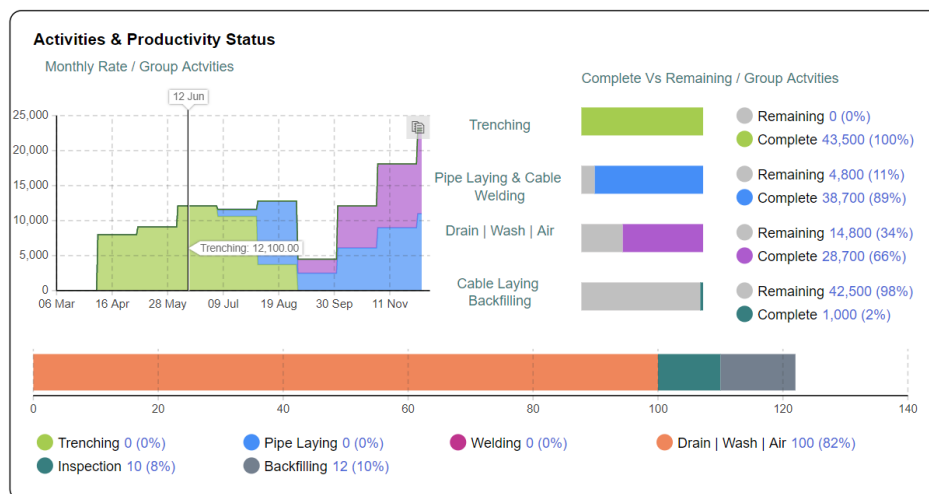 Activities & Productivity Status
Monthly Rate / Group Actvities
12 Jun
25,000
20,000
15,000
10,000
5,000
0
Trenching: 12,100.00
06 Mar
16 Apr
28 May
09 Jul
19 Aug
30 Sep
11 Nov
Complete Vs Remaining / Group Actvities
Trenching
Remaining 0 (0%)
Complete 43,500 (100%)
Pipe Laying & Cable
Welding
Remaining 4,800 (11%)
Complete 38,700 (89%)
Drain | Wash | Air
Remaining 14,800 (34%)
Complete 28,700 (66%)
Cable Laying
Backfilling
Remaining 42,500 (98%)
Complete 1,000 (2%)
0
20
40
60
80
100
120
140
Trenching 0 (0%)
Pipe Laying 0 (0%)
Welding 0 (0%)
Drain | Wash | Air 100 (82%)
Inspection 10 (8%)
Backfilling 12 (10%)